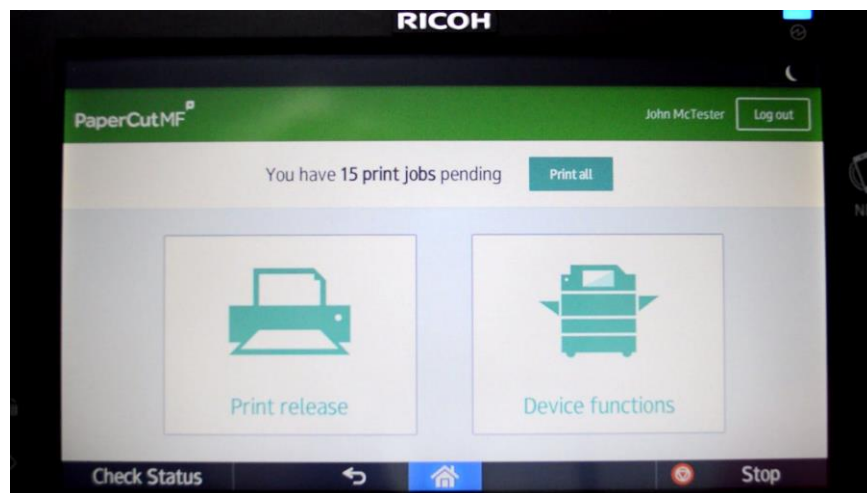 RICOH
PaperCutMF
John McTester
Log out
You have 15 print jobs pending
Print all
Print release
Device functions
Check Status
Stop